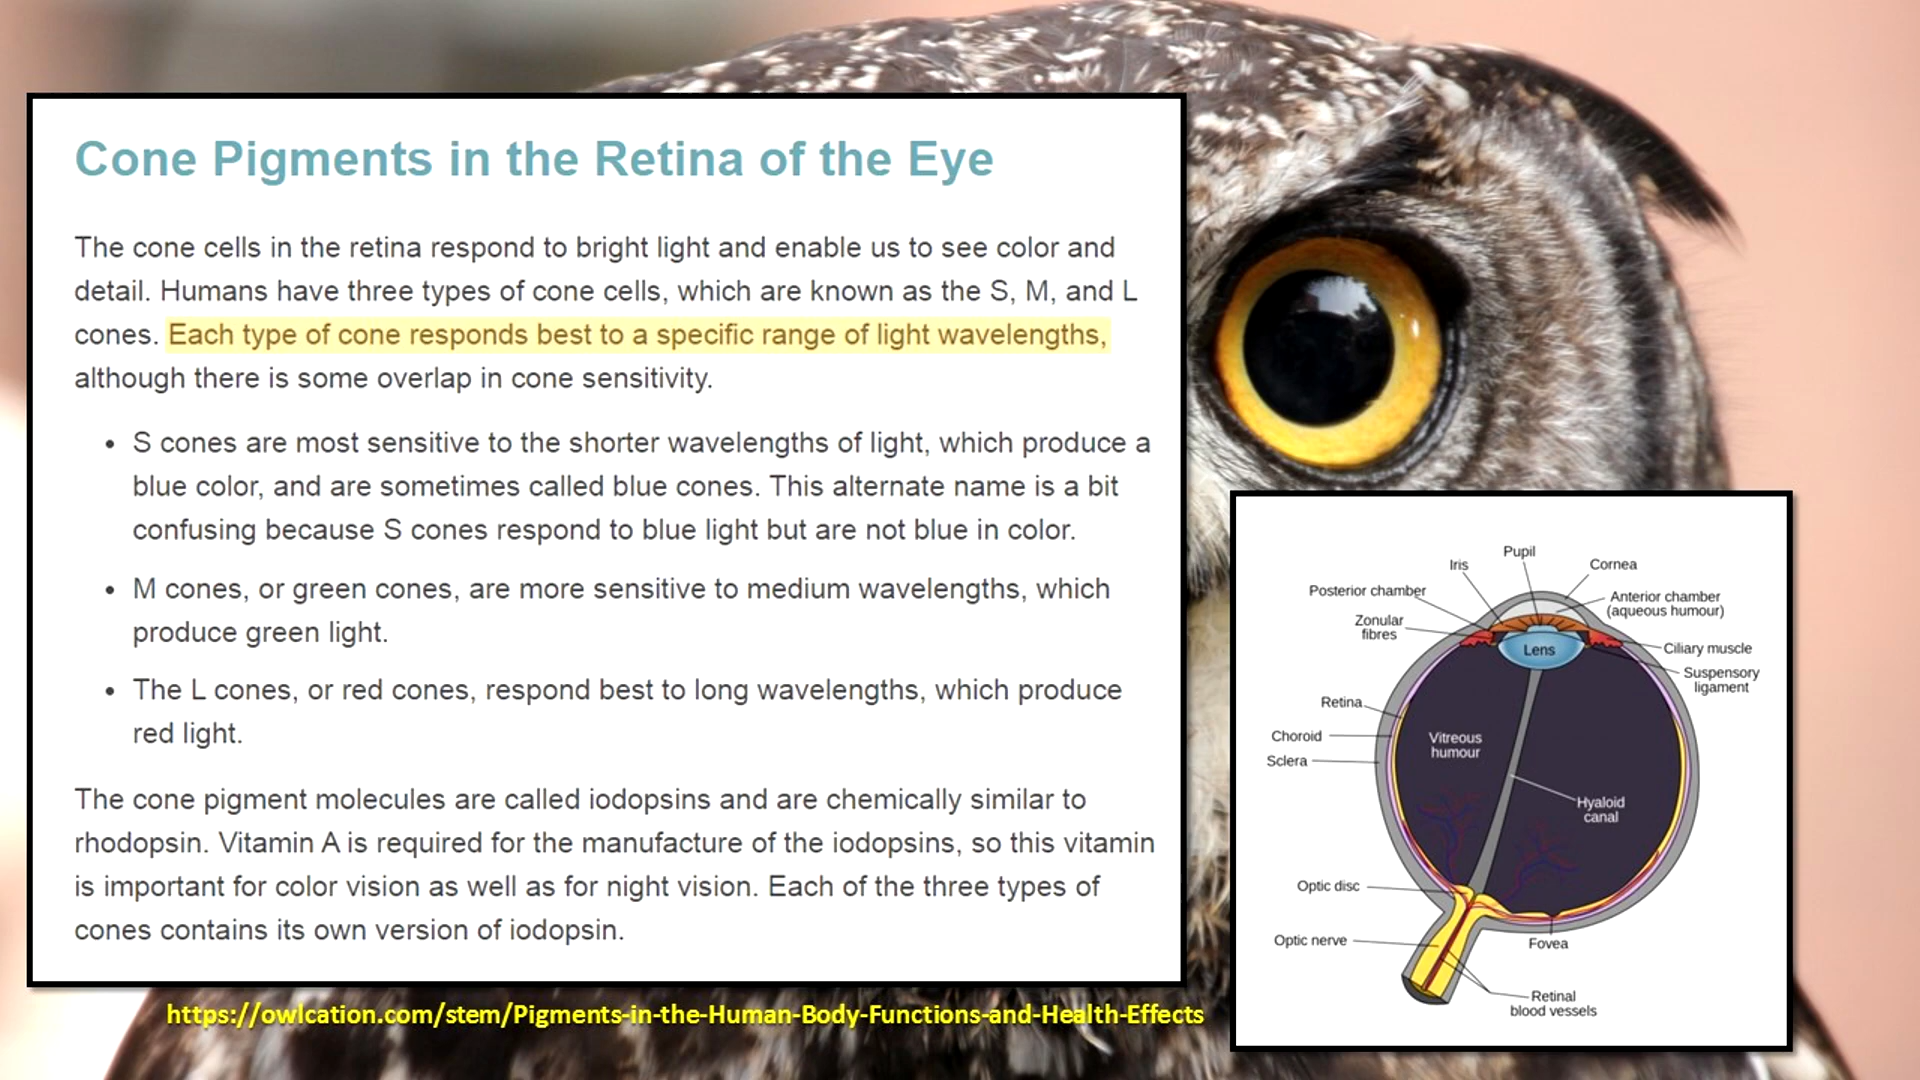 Cone Pigments in the Retina of the Eye
The cone cells in the retina respond to bright light and enable us to see color and
detail. Humans have three types of cone cells, which are known as the S, M, and L
cones. Each type of cone responds best to a specific range of light wavelengths,
although there is some overlap in cone sensitivity.
• S cones are most sensitive to the shorter wavelengths of light, which produce a
blue color, and are sometimes called blue cones. This alternate name is a bit
confusing because S cones respond to blue light but are not blue in color.
• M cones, or green cones, are more sensitive to medium wavelengths, which
produce green light.
• The L cones, or red cones, respond best to long wavelengths, which produce
red light.
The cone pigment molecules are called iodopsins and are chemically similar to
rhodopsin. Vitamin A is required for the manufacture of the iodopsins, so this vitamin
is important for color vision as well as for night vision. Each of the three types of
cones contains its own version of iodopsin.
https://owlcation.com/stem/Pigments-in-the-Human-Body-Functions-and-Health-Effects
Pupil
Iris
Cornea
Posterior chamber
Anterior chamber
(aqueous humour)
Zonular
fibres
Ciliary muscle
Lens
Suspensory
ligament
Retina
Choroid
Vitreous
humour
Sclera
Hyaloid
canal
Optic disc
Optic nerve
Fovea
Retinal
blood vessels